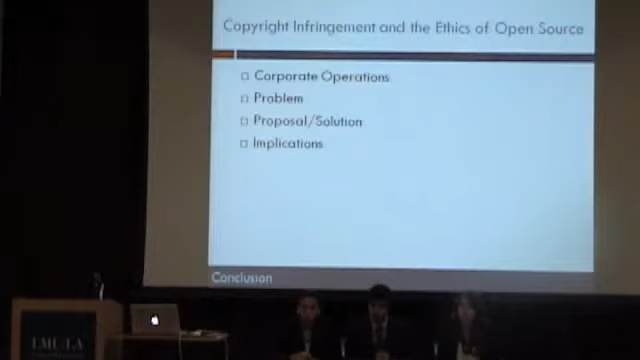 Copyright Infringement and the Ethics of Open Source
Corporate Operations
Problem
Proposal/Solution
Implications
Conclusion
LMU|LA